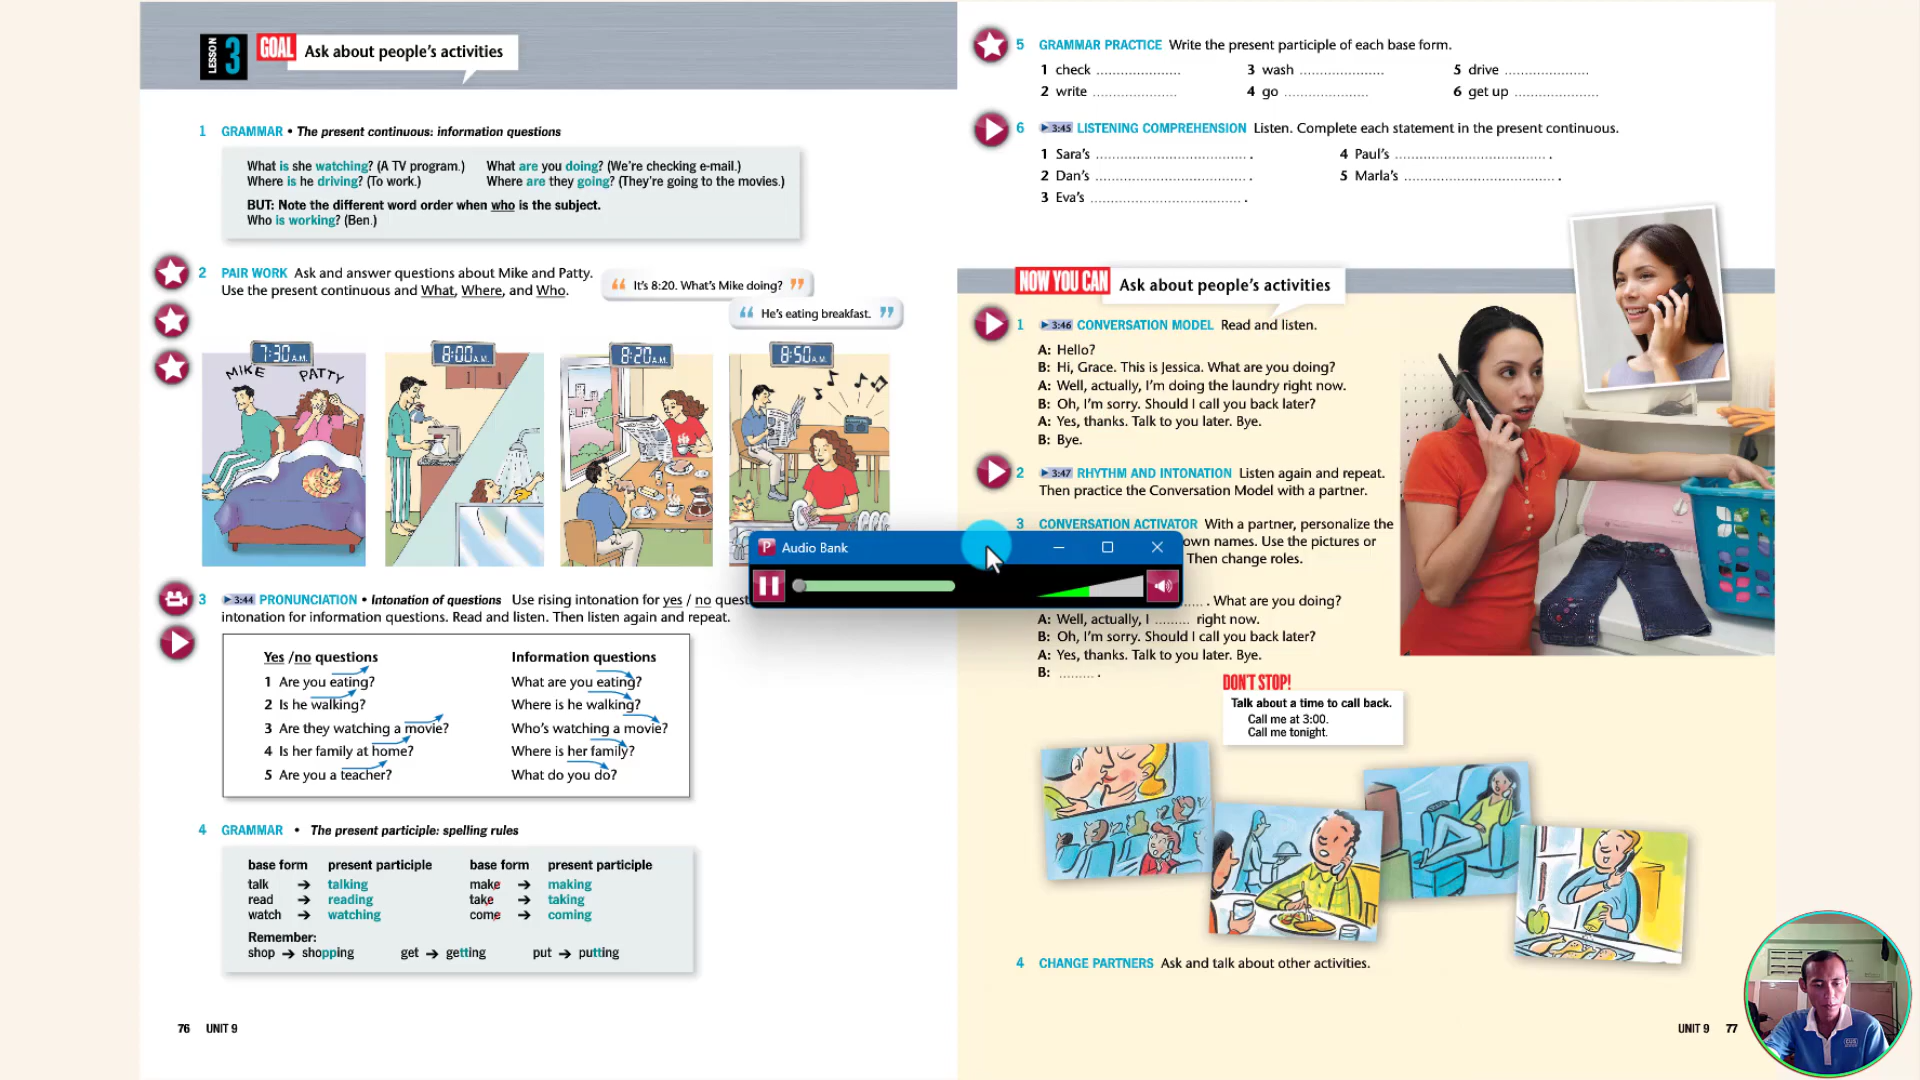 LESSON 3 GOAL Ask about people's activities
1 GRAMMAR • The present continuous: information questions
What is she watching? (A TV program.) What are you doing? (We're checking e-mail.)
Where is he driving? (To work.) Where are they going? (They're going to the movies.)
BUT: Note the different word order when who is the subject.
Who is working? (Ben.)
2 PAIR WORK Ask and answer questions about Mike and Patty.
Use the present continuous and What, Where, and Who.
“ It's 8:20. What's Mike doing? ”
“ He's eating breakfast. ”
7:30 A.M. 8:00 A.M. 8:20 A.M. 8:50 A.M.
MIKE PATTY
3 ▶ 3:44 PRONUNCIATION • Intonation of questions Use rising intonation for yes / no quest
intonation for information questions. Read and listen. Then listen again and repeat.
Yes /no questions Information questions
1 Are you eating? What are you eating?
2 Is he walking? Where is he walking?
3 Are they watching a movie? Who's watching a movie?
4 Is her family at home? Where is her family?
5 Are you a teacher? What do you do?
4 GRAMMAR • The present participle: spelling rules
base form present participle base form present participle
talk → talking make → making
read → reading take → taking
watch → watching come → coming
Remember:
shop → shopping get → getting put → putting
76 UNIT 9
5 GRAMMAR PRACTICE Write the present participle of each base form.
1 check ..................... 3 wash ..................... 5 drive .....................
2 write ..................... 4 go ..................... 6 get up .....................
6 ▶ 3:45 LISTENING COMPREHENSION Listen. Complete each statement in the present continuous.
1 Sara's ..................................... . 4 Paul's ..................................... .
2 Dan's ..................................... . 5 Marla's ..................................... .
3 Eva's ..................................... .
NOW YOU CAN Ask about people's activities
1 ▶ 3:46 CONVERSATION MODEL Read and listen.
A: Hello?
B: Hi, Grace. This is Jessica. What are you doing?
A: Well, actually, I'm doing the laundry right now.
B: Oh, I'm sorry. Should I call you back later?
A: Yes, thanks. Talk to you later. Bye.
B: Bye.
2 ▶ 3:47 RHYTHM AND INTONATION Listen again and repeat.
Then practice the Conversation Model with a partner.
3 CONVERSATION ACTIVATOR With a partner, personalize the
own names. Use the pictures or
Then change roles.
Audio Bank
..... . What are you doing?
A: Well, actually, I ......... right now.
B: Oh, I'm sorry. Should I call you back later?
A: Yes, thanks. Talk to you later. Bye.
B: ......... .
DON'T STOP!
Talk about a time to call back.
Call me at 3:00.
Call me tonight.
4 CHANGE PARTNERS Ask and talk about other activities.
UNIT 9 77